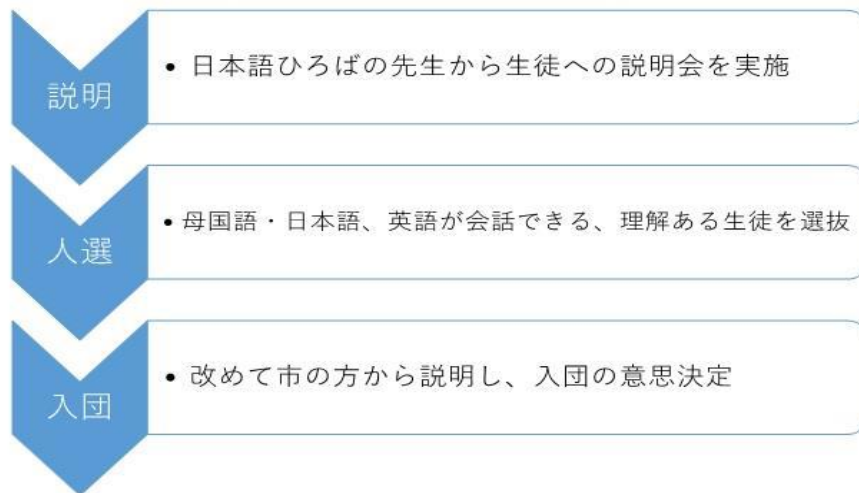 説明
• 日本語ひろばの先生から生徒への説明会を実施
人選
• 母国語・日本語、英語が会話できる、理解ある生徒を選抜
入団
• 改めて市の方から説明し、入団の意思決定